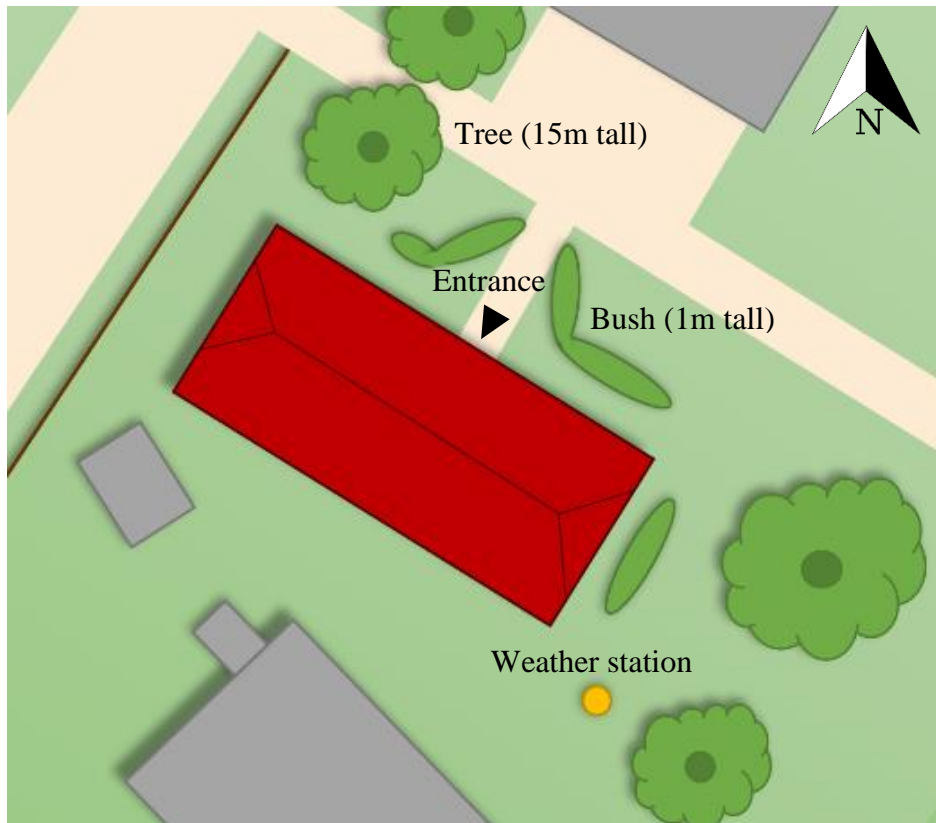 N
Tree (15m tall)
Entrance
Bush (1m tall)
Weather station